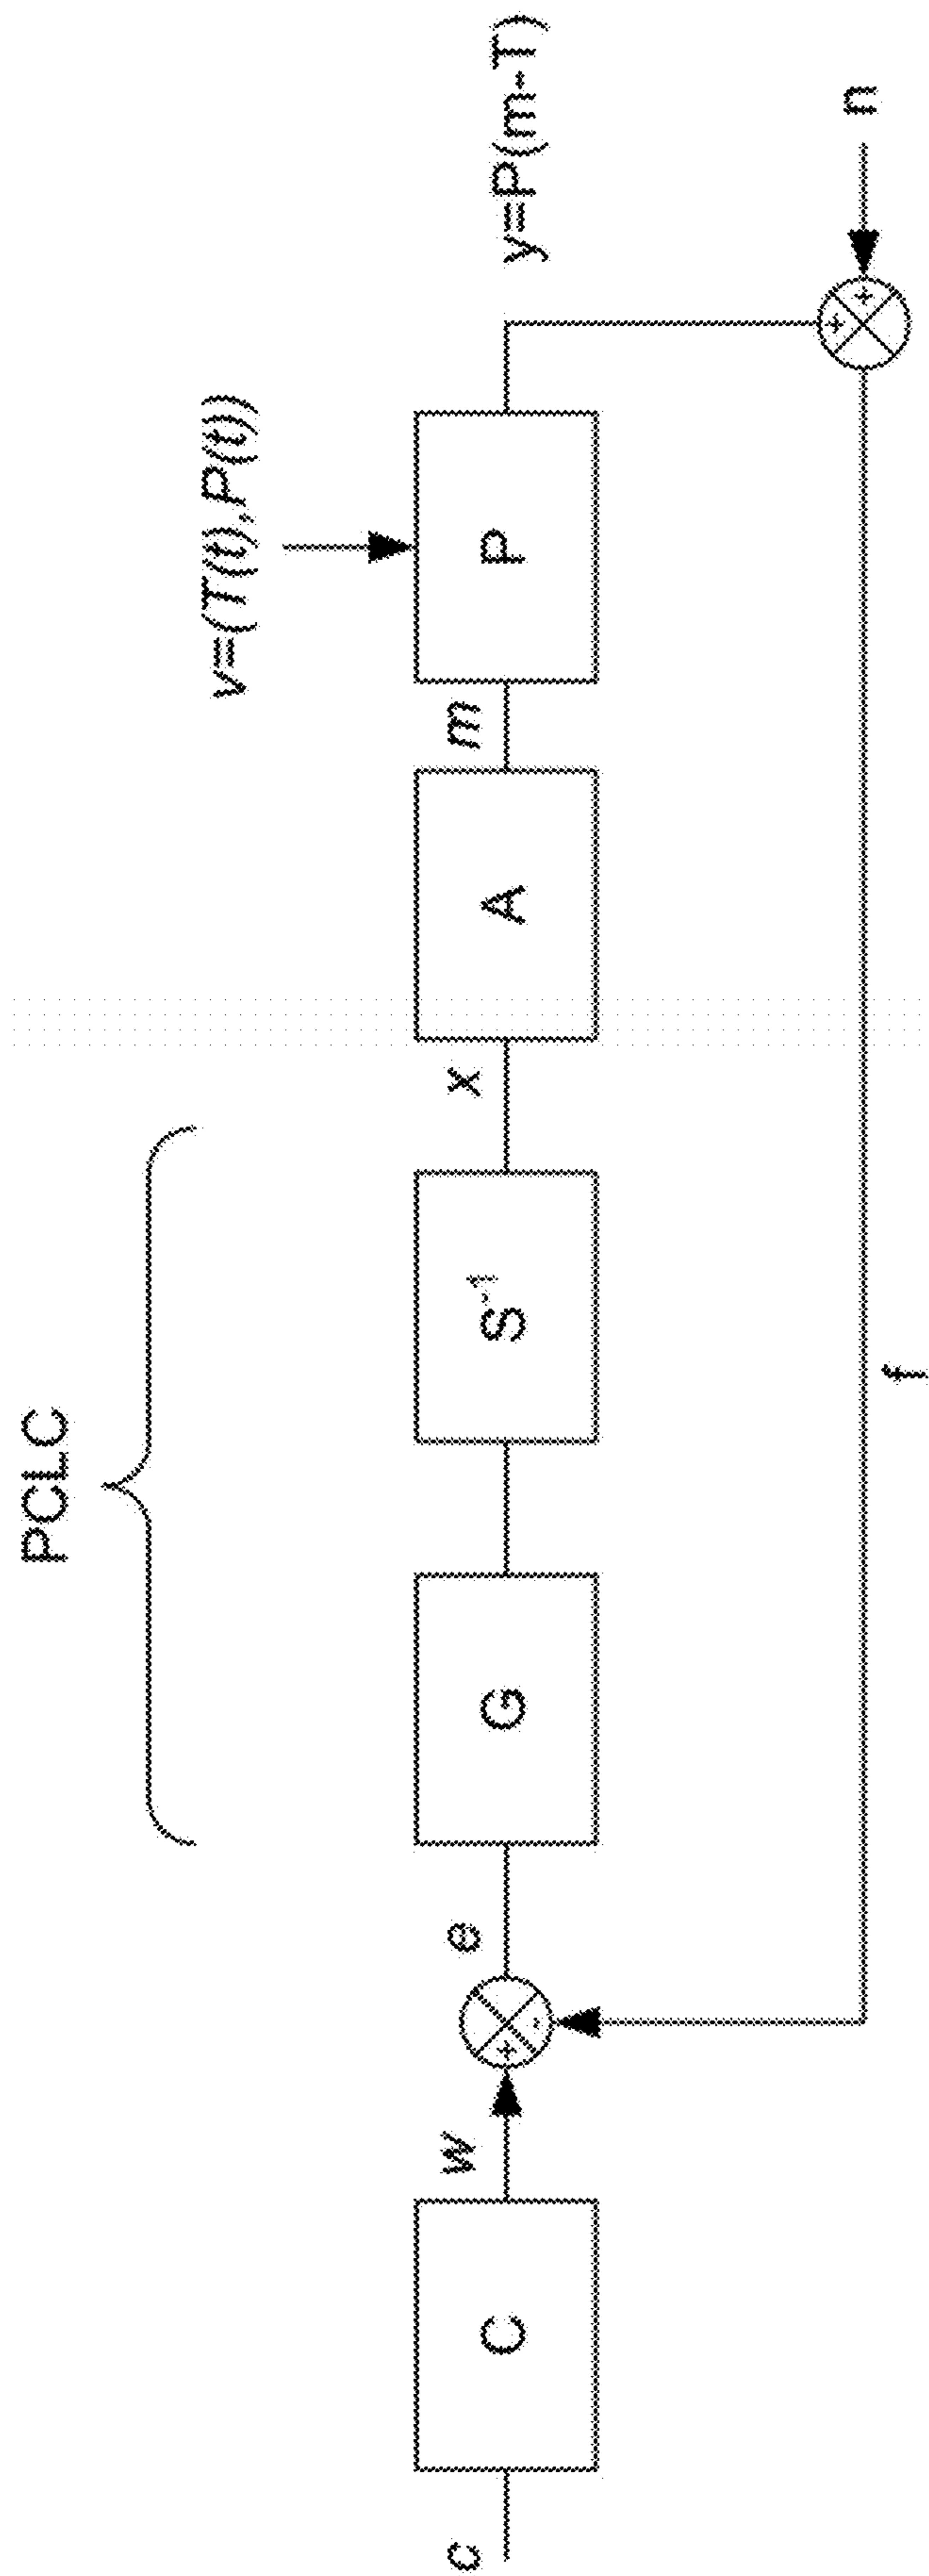 PCLC
v=(T(t),P(t))
c
C
w
+
-
e
G
S⁻¹
x
A
m
P
y=P(m-T)
+
+
n
f